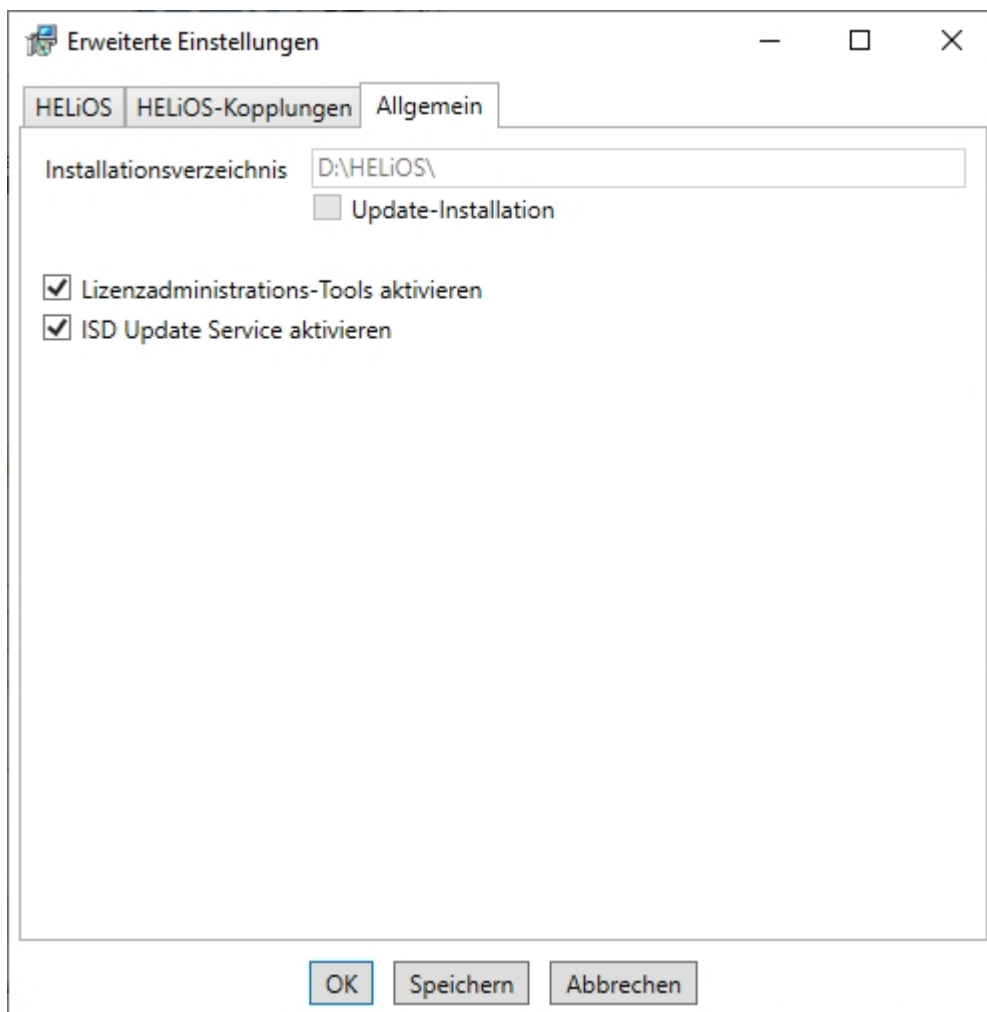 Erweiterte Einstellungen
HELiOS HELiOS-Kopplungen Allgemein
Installationsverzeichnis D:\HELiOS\
Update-Installation
Lizenzadministrations-Tools aktivieren
ISD Update Service aktivieren
OK Speichern Abbrechen